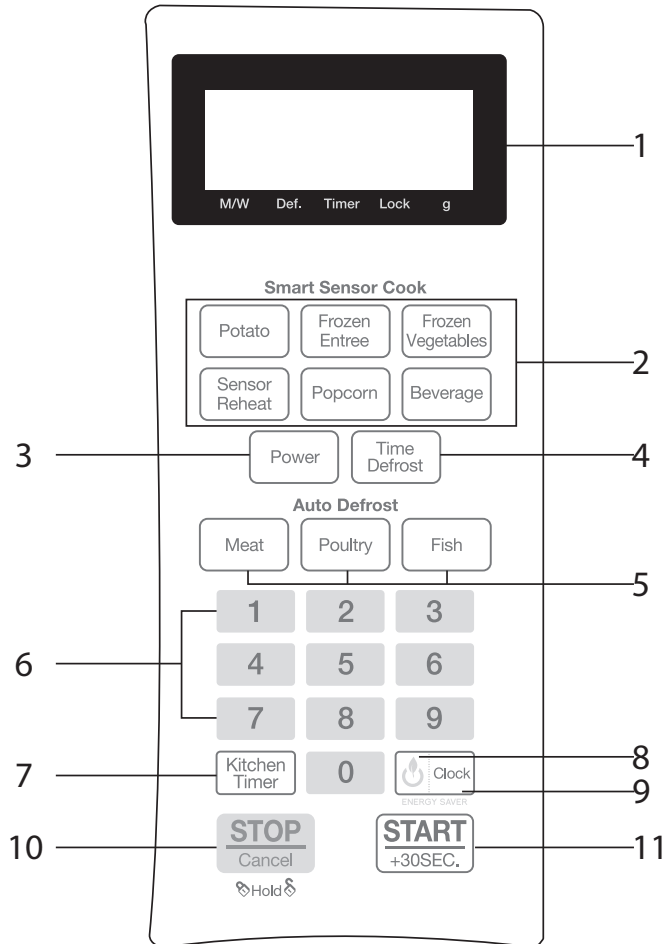 1
M/W Def. Timer Lock g
Smart Sensor Cook
Potato
Frozen
Entree
Frozen
Vegetables
2
Sensor
Reheat
Popcorn
Beverage
3
Power
Time
Defrost
4
Auto Defrost
Meat
Poultry
Fish
5
6
1 2 3
4 5 6
7 8 9
7
Kitchen
Timer
0
Clock
8
9
ENERGY SAVER
10
STOP
Cancel
Hold
START
+30SEC.
11